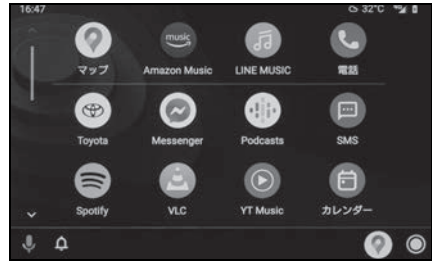 16:47 32°C
マップ Amazon Music LINE MUSIC 電話
Toyota Messenger Podcasts SMS
Spotify VLC YT Music カレンダー
music